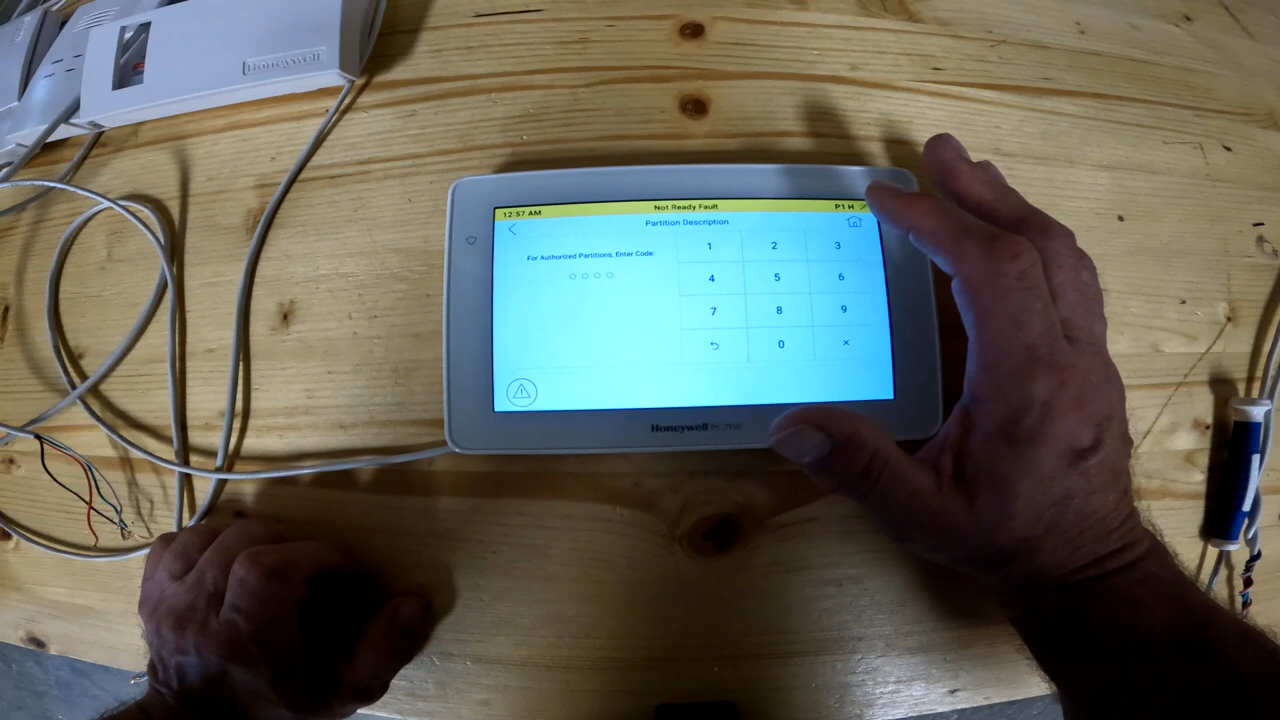 Honeywell
12:57 AM Not Ready Fault P1 H
Partition Description
For Authorized Partitions, Enter Code:
1 2 3
4 5 6
7 8 9
0 ×
Honeywell Home